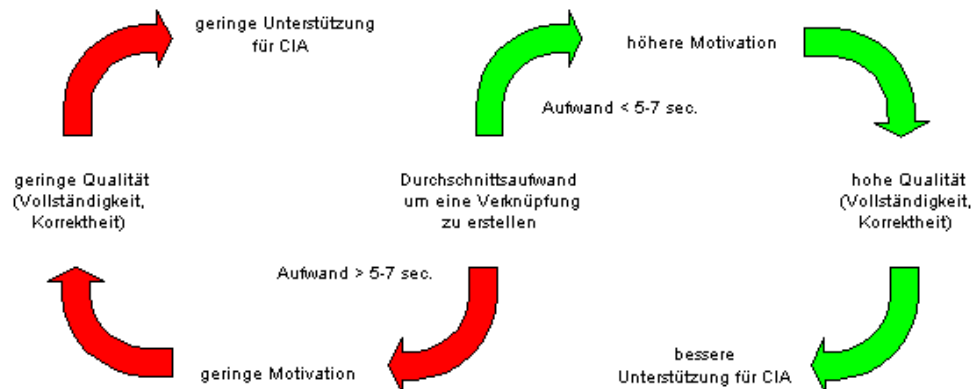 geringe Unterstützung
für CIA
höhere Motivation
Aufwand < 5-7 sec.
geringe Qualität
(Vollständigkeit,
Korrektheit)
Durchschnittsaufwand
um eine Verknüpfung
zu erstellen
hohe Qualität
(Vollständigkeit,
Korrektheit)
Aufwand > 5-7 sec.
geringe Motivation
bessere
Unterstützung für CIA